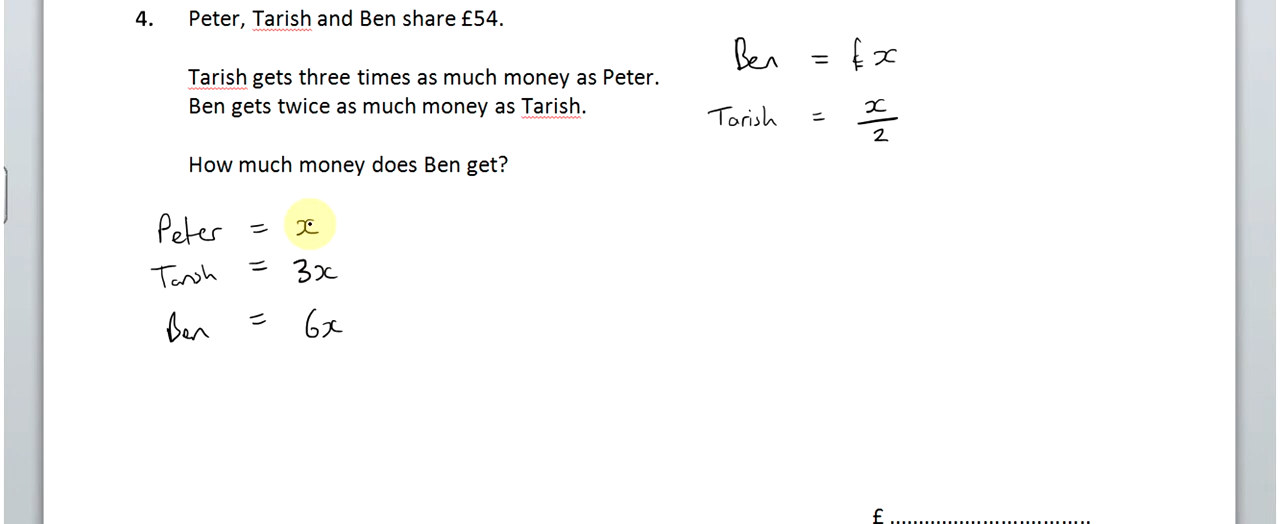 4. Peter, Tarish and Ben share £54.
Tarish gets three times as much money as Peter.
Ben gets twice as much money as Tarish.
How much money does Ben get?
Ben = £x
Tarish = x/2
Peter = x
Tarish = 3x
Ben = 6x
£ ....................................